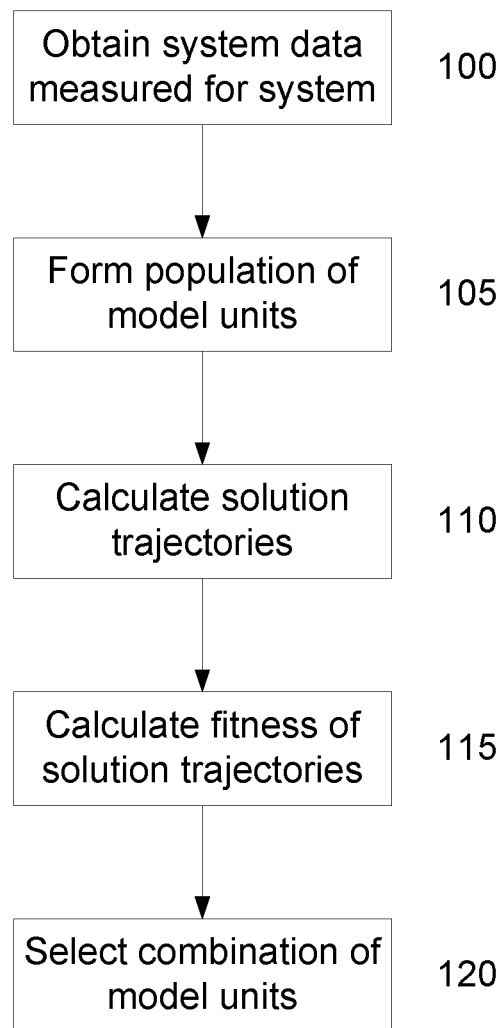 Obtain system data
measured for system
100
Form population of
model units
105
Calculate solution
trajectories
110
Calculate fitness of
solution trajectories
115
Select combination of
model units
120